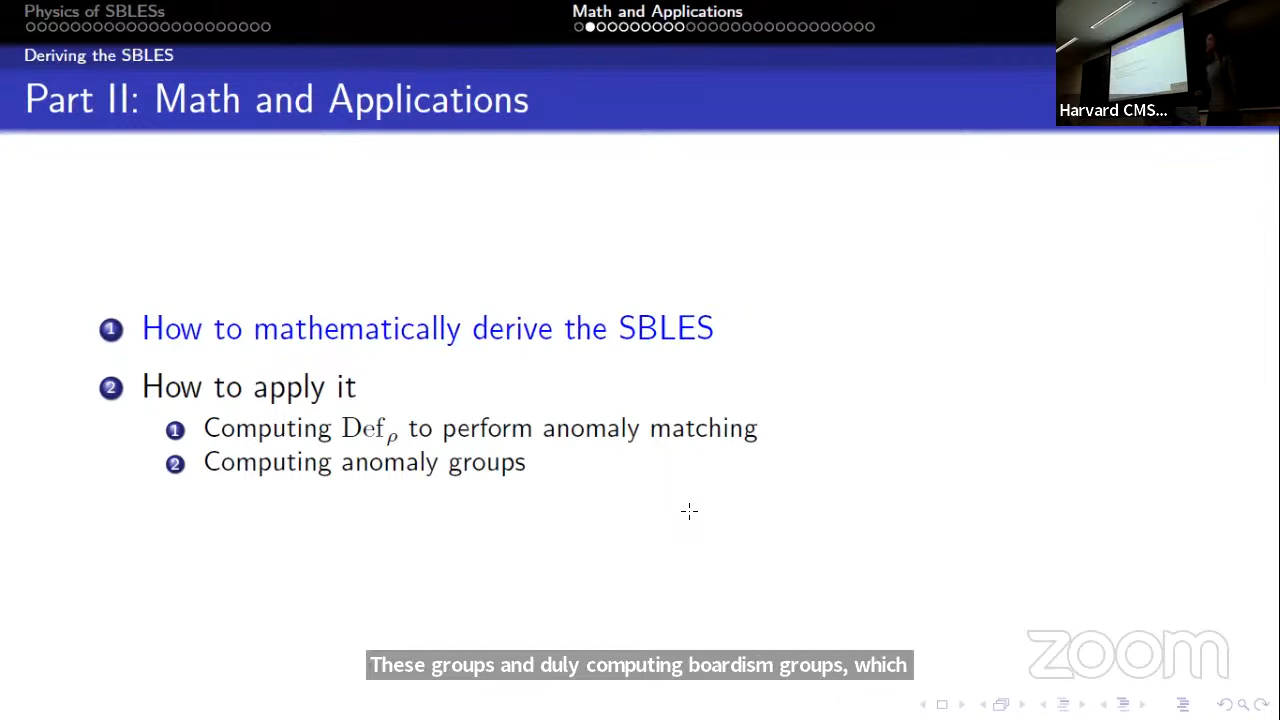 Physics of SBLESs
Math and Applications
Deriving the SBLES
Part II: Math and Applications
Harvard CMS...
1 How to mathematically derive the SBLES
2 How to apply it
1 Computing Defρ to perform anomaly matching
2 Computing anomaly groups
These groups and duly computing boardism groups, which
zoom